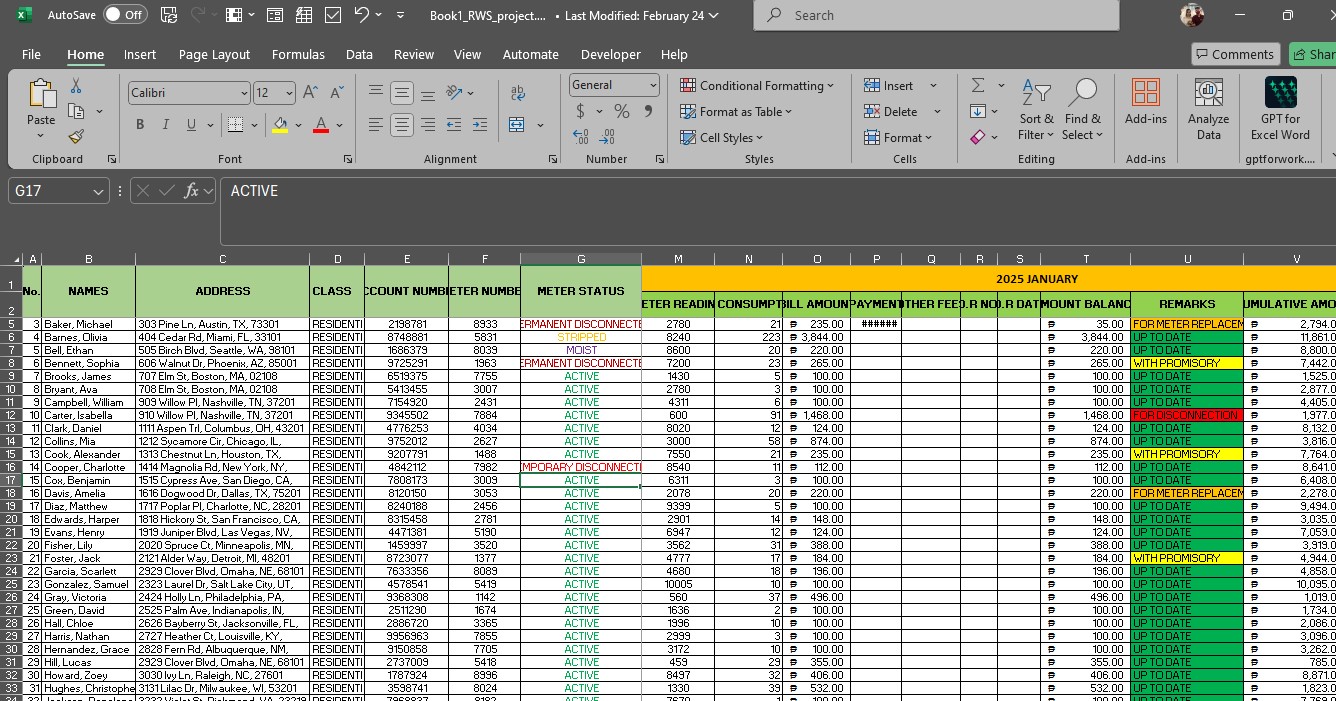 AutoSave Off Book1_RWS_project.... • Last Modified: February 24 Search
File Home Insert Page Layout Formulas Data Review View Automate Developer Help Comments Shar
Paste Calibri 12 General Conditional Formatting Insert Sort & Filter Find & Select Add-ins Analyze Data GPT for Excel Word
B I U Format as Table Delete
Cell Styles Format
Clipboard Font Alignment Number Styles Cells Editing Add-ins gptforwork....
G17 fx ACTIVE
A B C D E F G M N O P Q R S T U V
1 No. NAMES ADDRESS CLASS CCOUNT NUMBI ETER NUMBE METER STATUS 2025 JANUARY
2 ETER READIN CONSUMPT ILL AMOUN PAYMENT OTHER FEE O.R NO. O.R DAT MOUNT BALANC REMARKS UMULATIVE AMO
5 3 Baker, Michael 303 Pine Ln, Austin, TX, 73301 RESIDENTI 2198781 8933 ERMANENT DISCONNECTE 2780 21 ₱ 235.00 ###### ₱ 35.00 FOR METER REPLACEM ₱ 2,794.0
6 4 Barnes, Olivia 404 Cedar Rd, Miami, FL, 33101 RESIDENTI 8748881 5831 STRIPPED 8240 223 ₱ 3,844.00 ₱ 3,844.00 UP TO DATE ₱ 11,861.0
7 5 Bell, Ethan 505 Birch Blvd, Seattle, WA, 98101 RESIDENTI 1686379 8039 MOIST 8600 20 ₱ 220.00 ₱ 220.00 UP TO DATE ₱ 8,800.0
8 6 Bennett, Sophia 606 Walnut Dr, Phoenix, AZ, 85001 RESIDENTI 9725291 1963 ERMANENT DISCONNECTE 7200 23 ₱ 265.00 ₱ 265.00 WITH PROMISORY ₱ 7,442.0
9 7 Brooks, James 707 Elm St, Boston, MA, 02108 RESIDENTI 6519375 7755 ACTIVE 1430 5 ₱ 100.00 ₱ 100.00 UP TO DATE ₱ 1,525.0
10 8 Bryant, Ava 708 Elm St, Boston, MA, 02108 RESIDENTI 5413455 3007 ACTIVE 2780 3 ₱ 100.00 ₱ 100.00 UP TO DATE ₱ 2,877.0
11 9 Campbell, William 909 Willow Pl, Nashville, TN, 37201 RESIDENTI 7154920 2431 ACTIVE 4311 6 ₱ 100.00 ₱ 100.00 UP TO DATE ₱ 4,405.0
12 10 Carter, Isabella 910 Willow Pl, Nashville, TN, 37201 RESIDENTI 9345502 7884 ACTIVE 600 91 ₱ 1,468.00 ₱ 1,468.00 FOR DISCONNECTION ₱ 1,977.0
13 11 Clark, Daniel 1111 Aspen Trl, Columbus, OH, 43201 RESIDENTI 4776253 4034 ACTIVE 8020 12 ₱ 124.00 ₱ 124.00 UP TO DATE ₱ 8,132.0
14 12 Collins, Mia 1212 Sycamore Cir, Chicago, IL, RESIDENTI 9752012 2627 ACTIVE 3000 58 ₱ 874.00 ₱ 874.00 UP TO DATE ₱ 3,816.0
15 13 Cook, Alexander 1313 Chestnut Ln, Houston, TX, RESIDENTI 9207791 1488 ACTIVE 7550 21 ₱ 235.00 ₱ 235.00 WITH PROMISORY ₱ 7,764.0
16 14 Cooper, Charlotte 1414 Magnolia Rd, New York, NY, RESIDENTI 4842112 7982 MPORARY DISCONNECTI 8540 11 ₱ 112.00 ₱ 112.00 UP TO DATE ₱ 8,641.0
17 15 Cox, Benjamin 1515 Cypress Ave, San Diego, CA, RESIDENTI 7808173 3009 ACTIVE 6311 3 ₱ 100.00 ₱ 100.00 UP TO DATE ₱ 6,408.0
18 16 Davis, Amelia 1616 Dogwood Dr, Dallas, TX, 75201 RESIDENTI 8120150 3053 ACTIVE 2078 20 ₱ 220.00 ₱ 220.00 FOR METER REPLACEM ₱ 2,278.0
19 17 Diaz, Matthew 1717 Poplar Pl, Charlotte, NC, 28201 RESIDENTI 8240188 2456 ACTIVE 9399 5 ₱ 100.00 ₱ 100.00 UP TO DATE ₱ 9,494.0
20 18 Edwards, Harper 1818 Hickory St, San Francisco, CA, RESIDENTI 8315458 2781 ACTIVE 2901 14 ₱ 148.00 ₱ 148.00 UP TO DATE ₱ 3,035.0
21 19 Evans, Henry 1919 Juniper Blvd, Las Vegas, NV, RESIDENTI 4471381 5190 ACTIVE 6947 12 ₱ 124.00 ₱ 124.00 UP TO DATE ₱ 7,059.0
22 20 Fisher, Lily 2020 Spruce Ct, Minneapolis, MN, RESIDENTI 1459997 3520 ACTIVE 3562 31 ₱ 388.00 ₱ 388.00 UP TO DATE ₱ 3,919.0
23 21 Foster, Jack 2121 Alder Way, Detroit, MI, 48201 RESIDENTI 8723077 1377 ACTIVE 4777 17 ₱ 184.00 ₱ 184.00 WITH PROMISORY ₱ 4,944.0
24 22 Garcia, Scarlett 2929 Clover Blvd, Omaha, NE, 68101 RESIDENTI 7633356 8089 ACTIVE 4680 18 ₱ 196.00 ₱ 196.00 UP TO DATE ₱ 4,858.0
25 23 Gonzalez, Samuel 2323 Laurel Dr, Salt Lake City, UT, RESIDENTI 4578541 5419 ACTIVE 10005 10 ₱ 100.00 ₱ 100.00 UP TO DATE ₱ 10,095.0
26 24 Gray, Victoria 2424 Holly Ln, Philadelphia, PA, RESIDENTI 9368308 1142 ACTIVE 560 37 ₱ 496.00 ₱ 496.00 UP TO DATE ₱ 1,019.0
27 25 Green, David 2525 Palm Ave, Indianapolis, IN, RESIDENTI 2511290 1674 ACTIVE 1636 2 ₱ 100.00 ₱ 100.00 UP TO DATE ₱ 1,734.0
28 26 Hall, Chloe 2626 Bayberry St, Jacksonville, FL, RESIDENTI 2886720 3365 ACTIVE 1996 10 ₱ 100.00 ₱ 100.00 UP TO DATE ₱ 2,086.0
29 27 Harris, Nathan 2727 Heather Ct, Louisville, KY, RESIDENTI 9956963 7855 ACTIVE 2999 3 ₱ 100.00 ₱ 100.00 UP TO DATE ₱ 3,096.0
30 28 Hernandez, Grace 2828 Fern Rd, Albuquerque, NM, RESIDENTI 9150858 7705 ACTIVE 3172 10 ₱ 100.00 ₱ 100.00 UP TO DATE ₱ 3,262.0
31 29 Hill, Lucas 2929 Clover Blvd, Omaha, NE, 68101 RESIDENTI 2737009 5418 ACTIVE 459 29 ₱ 355.00 ₱ 355.00 UP TO DATE ₱ 785.0
32 30 Howard, Zoey 3030 Ivy Ln, Raleigh, NC, 27601 RESIDENTI 1787924 8996 ACTIVE 8497 32 ₱ 406.00 ₱ 406.00 UP TO DATE ₱ 8,871.0
33 31 Hughes, Christophe 3131 Lilac Dr, Milwaukee, WI, 53201 RESIDENTI 3598741 8024 ACTIVE 1330 39 ₱ 532.00 ₱ 532.00 UP TO DATE ₱ 1,823.0